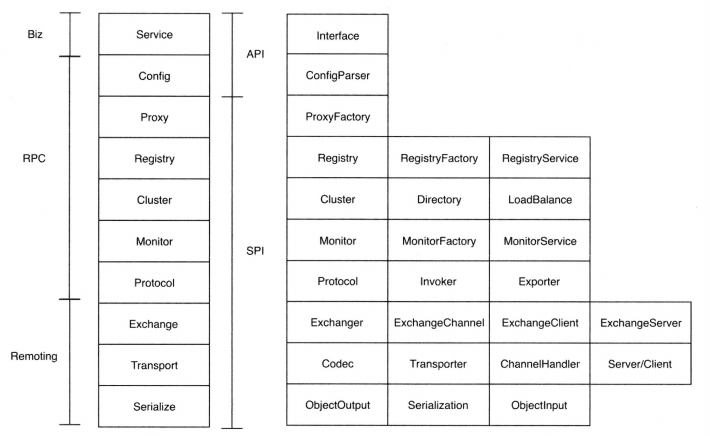 Biz Service API Interface
Config ConfigParser
Proxy ProxyFactory
RPC Registry Registry RegistryFactory RegistryService
Cluster Cluster Directory LoadBalance
Monitor SPI Monitor MonitorFactory MonitorService
Protocol Protocol Invoker Exporter
Exchange Exchanger ExchangeChannel ExchangeClient ExchangeServer
Remoting Transport Codec Transporter ChannelHandler Server/Client
Serialize ObjectOutput Serialization ObjectInput